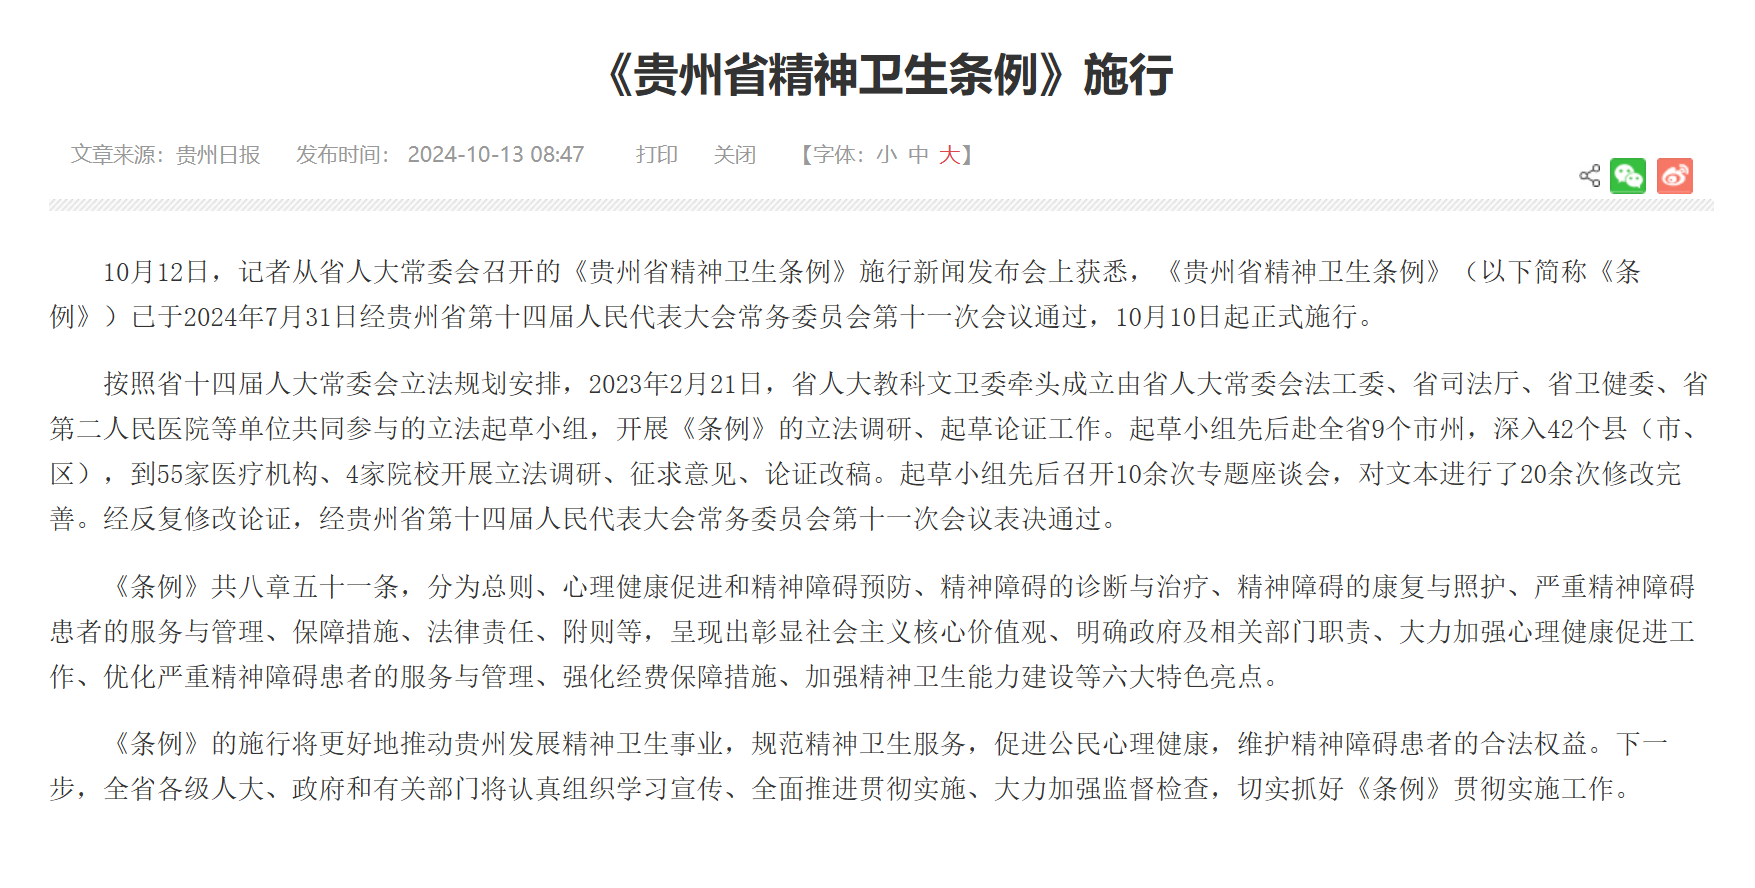 《贵州省精神卫生条例》施行
文章来源：贵州日报 发布时间： 2024-10-13 08:47 打印 关闭 【字体：小 中 大】
10月12日，记者从省人大常委会召开的《贵州省精神卫生条例》施行新闻发布会上获悉，《贵州省精神卫生条例》（以下简称《条
例》）已于2024年7月31日经贵州省第十四届人民代表大会常务委员会第十一次会议通过，10月10日起正式施行。
按照省十四届人大常委会立法规划安排，2023年2月21日，省人大教科文卫委牵头成立由省人大常委会法工委、省司法厅、省卫健委、省
第二人民医院等单位共同参与的立法起草小组，开展《条例》的立法调研、起草论证工作。起草小组先后赴全省9个市州，深入42个县（市、
区），到55家医疗机构、4家院校开展立法调研、征求意见、论证改稿。起草小组先后召开10余次专题座谈会，对文本进行了20余次修改完
善。经反复修改论证，经贵州省第十四届人民代表大会常务委员会第十一次会议表决通过。
《条例》共八章五十一条，分为总则、心理健康促进和精神障碍预防、精神障碍的诊断与治疗、精神障碍的康复与照护、严重精神障碍
患者的服务与管理、保障措施、法律责任、附则等，呈现出彰显社会主义核心价值观、明确政府及相关部门职责、大力加强心理健康促进工
作、优化严重精神障碍患者的服务与管理、强化经费保障措施、加强精神卫生能力建设等六大特色亮点。
《条例》的施行将更好地推动贵州发展精神卫生事业，规范精神卫生服务，促进公民心理健康，维护精神障碍患者的合法权益。下一
步，全省各级人大、政府和有关部门将认真组织学习宣传、全面推进贯彻实施、大力加强监督检查，切实抓好《条例》贯彻实施工作。